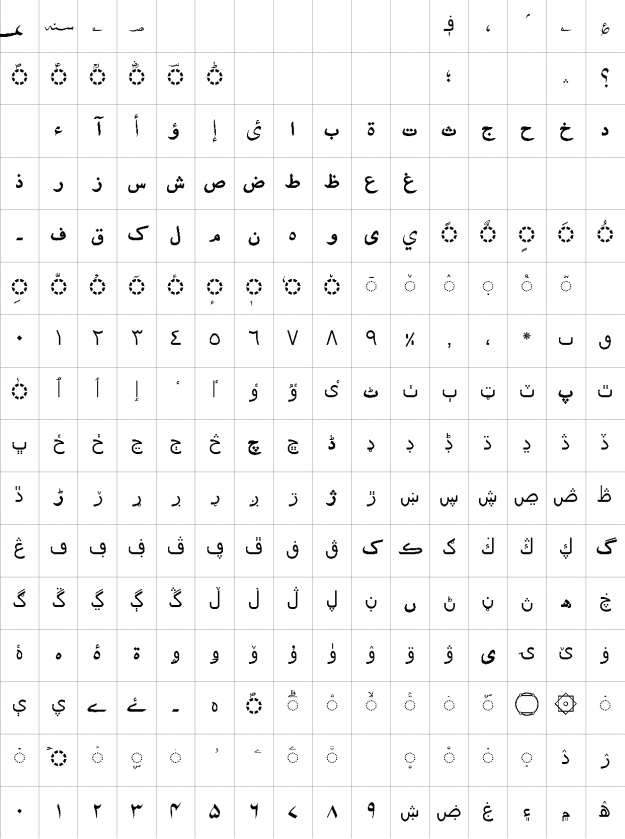 ؀ ؁ ؂ ؃ ؋ ، ؍ ؎ ؏
◌ؐ ◌ؑ ◌ؒ ◌ؓ ◌ؔ ◌ؕ ؛ ؞ ؟
ء آ أ ؤ إ ئ ا ب ة ت ث ج ح خ د
ذ ر ز س ش ص ض ط ظ ع غ
ـ ف ق ك ل م ن ه و ى ي ◌ً ◌ٌ ◌ٍ ◌َ ◌ُ
◌ِ ◌ّ ◌ْ ◌ٓ ◌ٔ ◌ٕ ◌ٖ ◌ٗ ◌٘ ◌ٙ ◌ٚ ◌ٛ ◌ٜ ◌ٝ ◌ٞ
٠ ١ ٢ ٣ ٤ ٥ ٦ ٧ ٨ ٩ ٪ ٫ ٬ ٭ ٮ ٯ
◌ٰ ٱ ٲ ٳ ٴ ٵ ٶ ٷ ٸ ٹ ٺ ٻ ټ ٽ پ ٿ
ڀ ځ ڂ ڃ ڄ څ چ ڇ ڈ ډ ڊ ڋ ڌ ڍ ڎ ڏ
ڐ ڑ ڒ ړ ڔ ڕ ږ ڗ ژ ڙ ښ ڛ ڜ ڝ ڞ ڟ
ڠ ڡ ڢ ڣ ڤ ڥ ڦ ڧ ڨ ک ڪ ګ ڬ ڭ ڮ گ
ڰ ڱ ڲ ڳ ڴ ڵ ڶ ڷ ڸ ڹ ں ڻ ڼ ڽ ھ ڿ
ۀ ہ ۂ ۃ ۄ ۅ ۆ ۇ ۈ ۉ ۊ ۋ ی ۍ ێ ۏ
ې ۑ ے ۓ ۔ ە ◌ۖ ◌ۗ ◌ۘ ◌ۙ ◌ۚ ◌ۛ ◌ۜ ۝ ۞ ◌۟
◌۠ ◌ۡ ◌ۢ ◌ۣ ◌ۤ ۥ ۦ ◌ۧ ◌ۨ ◌۪ ◌۫ ◌۬ ◌ۭ ۮ ۯ
۰ ۱ ۲ ۳ ۴ ۵ ۶ ۷ ۸ ۹ ۺ ۻ ۼ ۽ ۾ ۿ